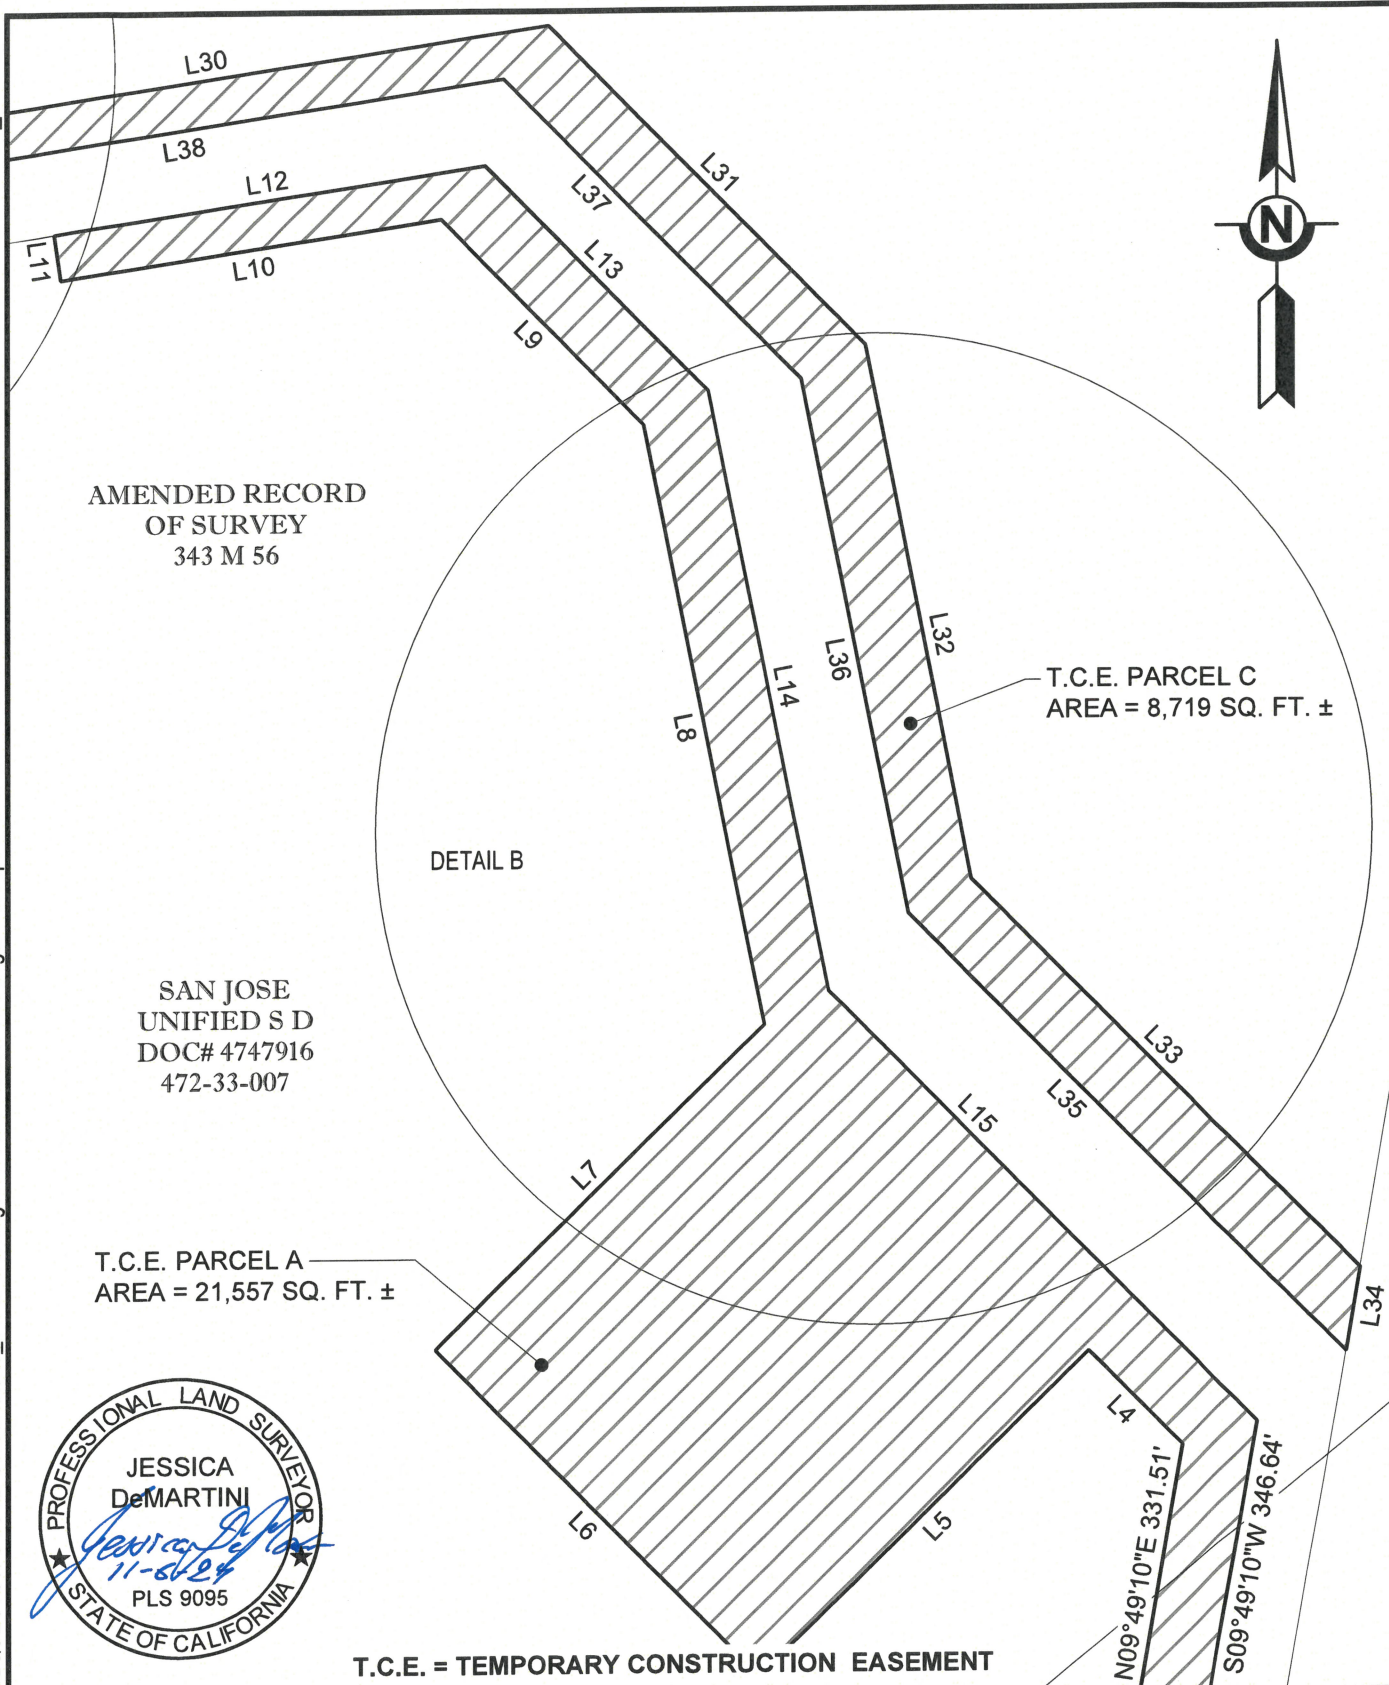 L30
L38
L12
L11
L10
L31
L37
L13
L9
N
AMENDED RECORD
OF SURVEY
343 M 56
L32
L36
L14
L8
T.C.E. PARCEL C
AREA = 8,719 SQ. FT. ±
DETAIL B
SAN JOSE
UNIFIED S D
DOC# 4747916
472-33-007
L33
L35
L15
L7
T.C.E. PARCEL A
AREA = 21,557 SQ. FT. ±
L34
L4
L5
L6
N09°49'10"E 331.51'
S09°49'10"W 346.64'
PROFESSIONAL LAND SURVEYOR
JESSICA
DeMARTINI
PLS 9095
STATE OF CALIFORNIA
T.C.E. = TEMPORARY CONSTRUCTION EASEMENT